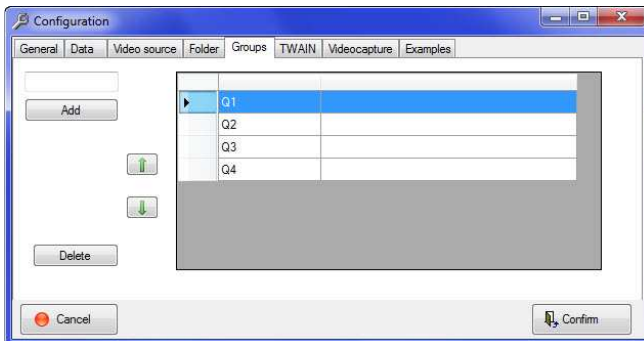 Configuration
General Data Video source Folder Groups TWAIN Videocapture Examples
Add
Q1
Q2
Q3
Q4
Delete
Cancel
Confirm